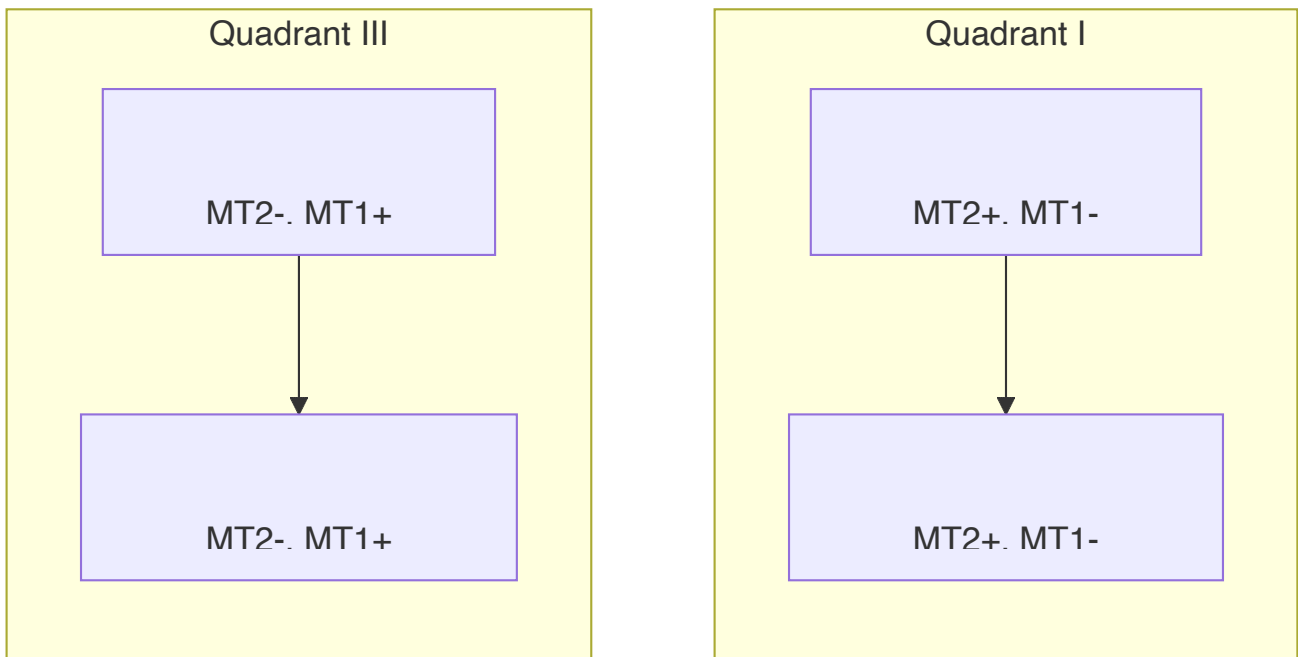 Quadrant III
MT2-, MT1+
MT2-, MT1+
Quadrant I
MT2+, MT1-
MT2+, MT1-